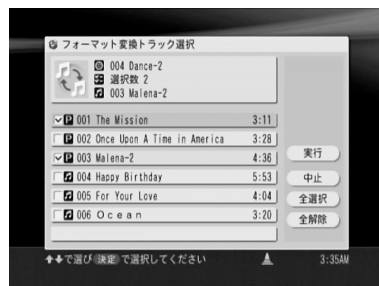 フォーマット変換トラック選択
004 Dance-2
選択数 2
003 Malena-2
P 001 The Mission 3:11
P 002 Once Upon A Time in America 3:28
P 003 Malena-2 4:36
004 Happy Birthday 5:53
005 For Your Love 4:04
006 Ｏｃｅａｎ 3:20
実行
中止
全選択
全解除
で選び 決定 で選択してください 3:35AM